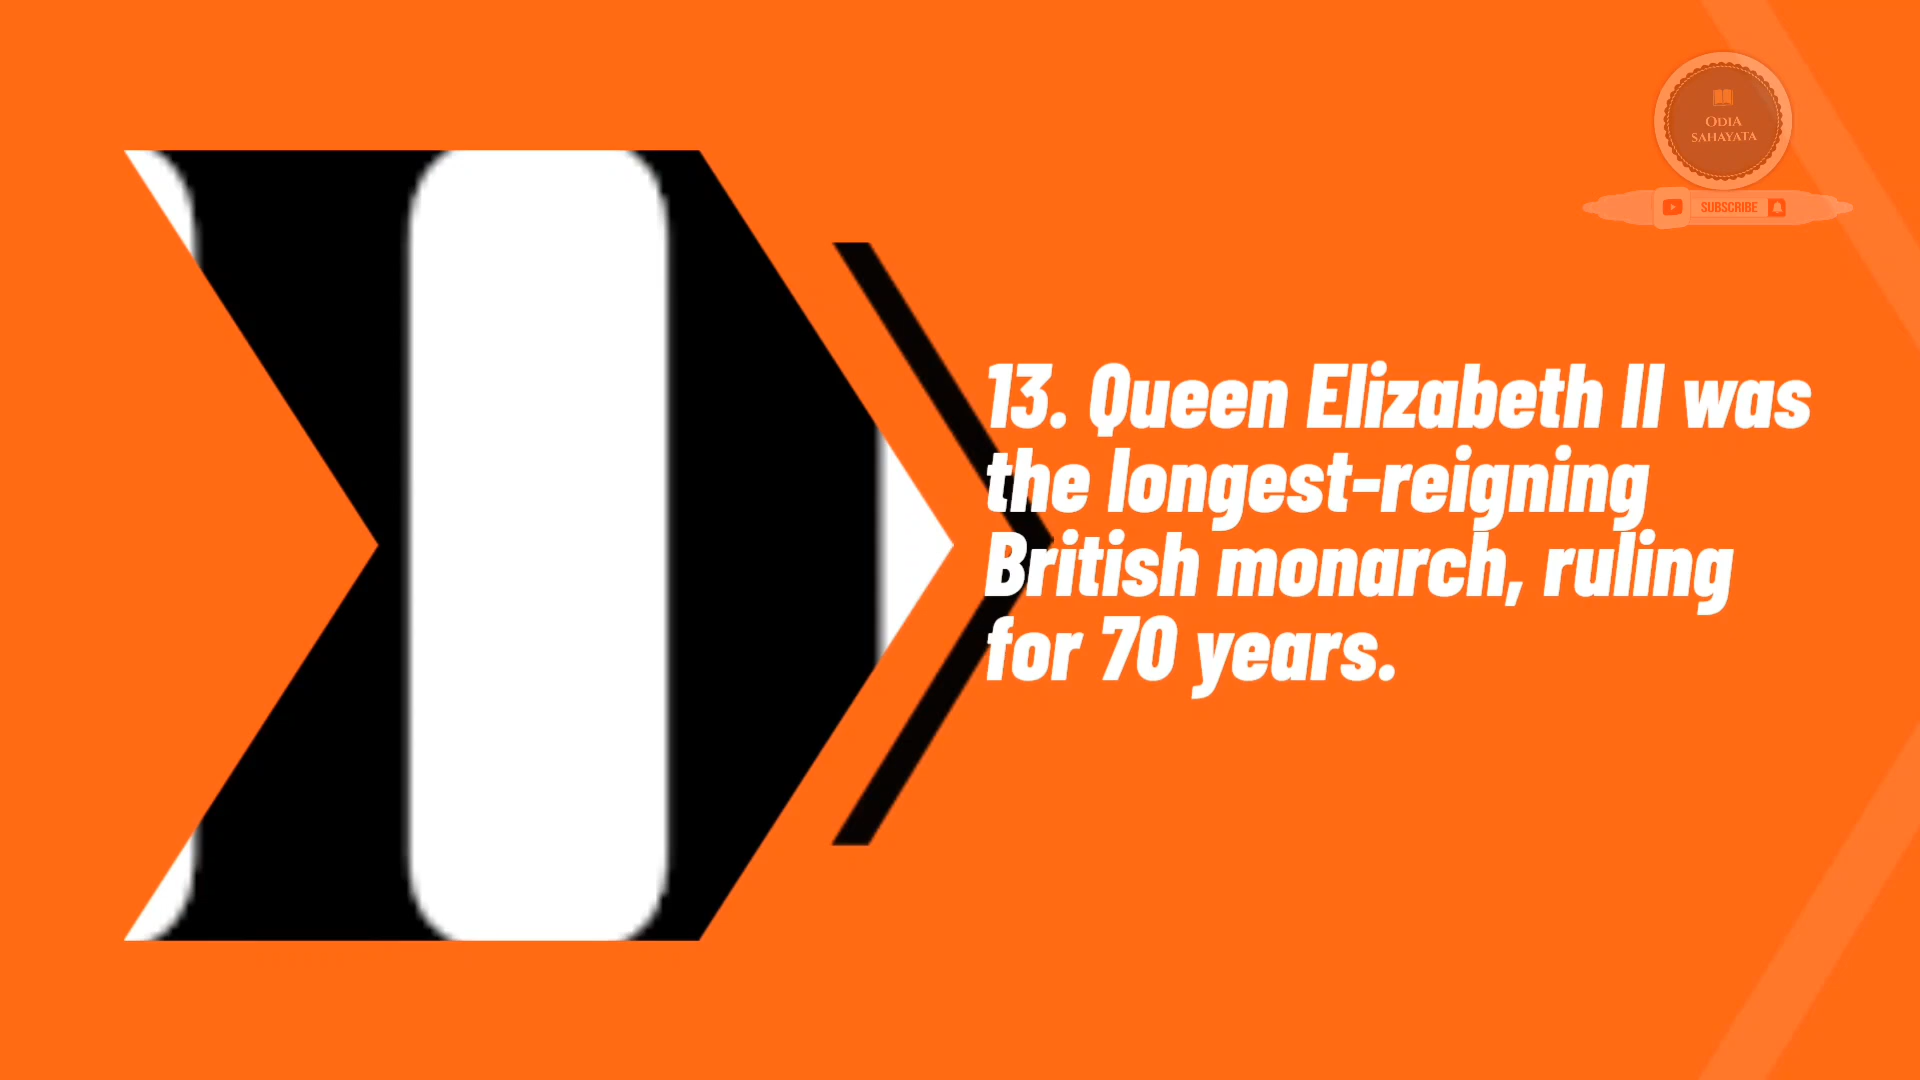 ODIA
SAHAYATA
SUBSCRIBE
13. Queen Elizabeth II was
the longest-reigning
British monarch, ruling
for 70 years.